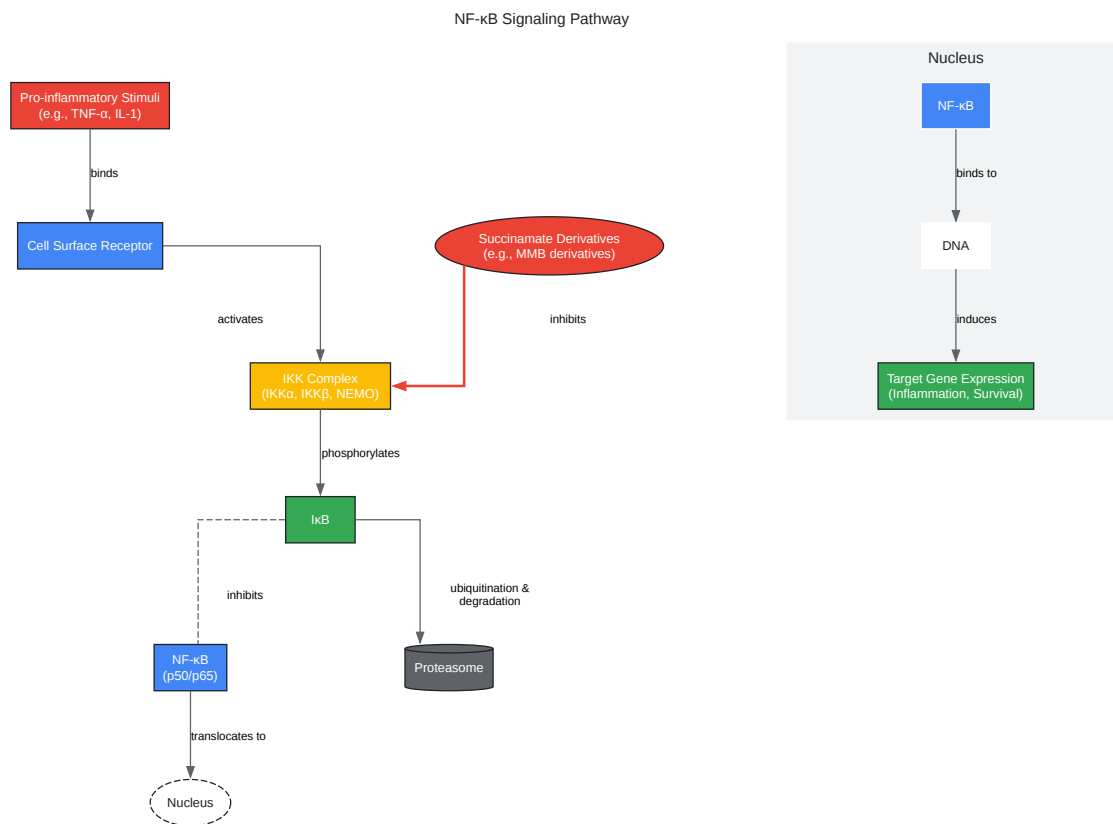 NF-κB Signaling Pathway
Nucleus
Pro-inflammatory Stimuli
(e.g., TNF-α, IL-1)
NF-κB
binds
binds to
Cell Surface Receptor
Succinamate Derivatives
(e.g., MMB derivatives)
DNA
activates
inhibits
induces
IKK Complex
(IKKα, IKKβ, NEMO)
Target Gene Expression
(Inflammation, Survival)
phosphorylates
IκB
inhibits
ubiquitination &
degradation
NF-κB
(p50/p65)
Proteasome
translocates to
Nucleus